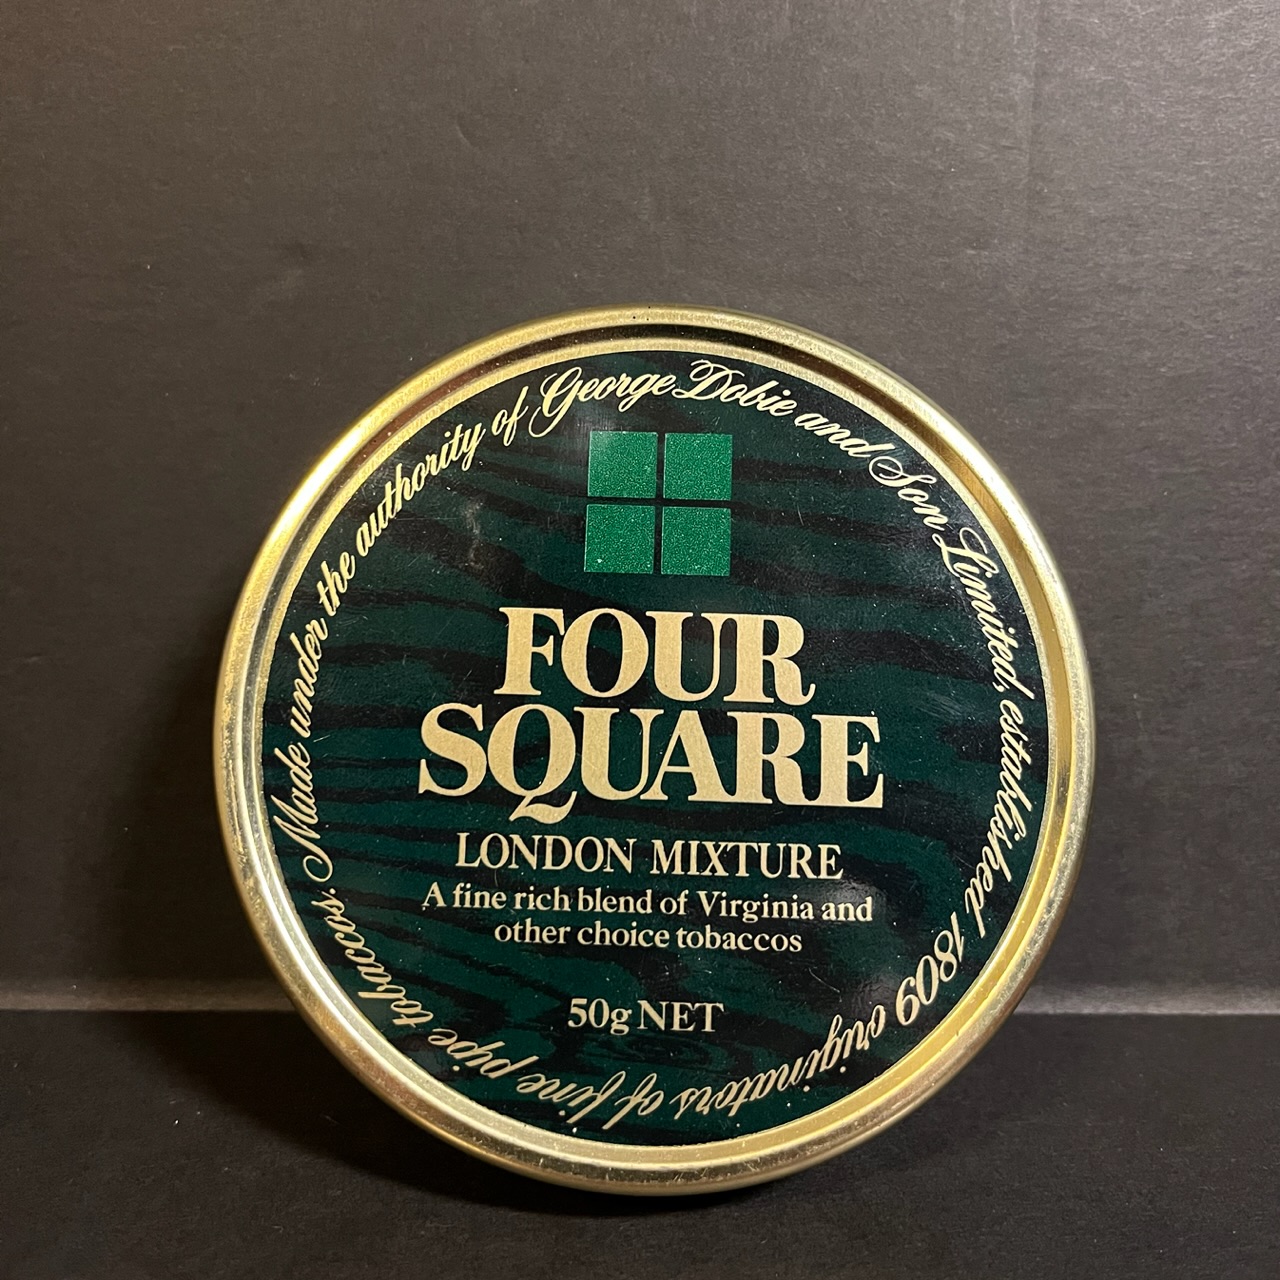 Made under the authority of George Dobie and Son Limited, established 1809 originators of fine pipe tobaccos.
FOUR
SQUARE
LONDON MIXTURE
A fine rich blend of Virginia and
other choice tobaccos
50g NET